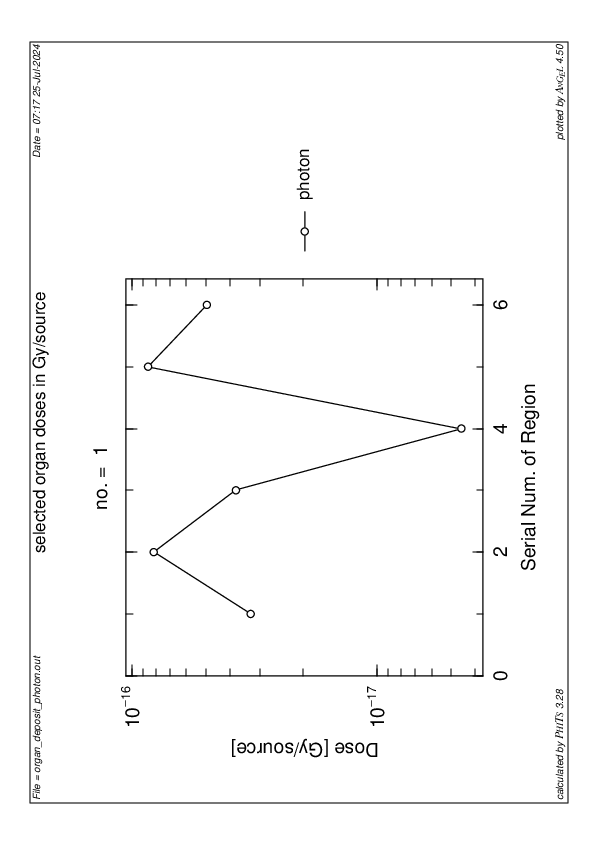 File = organ_deposit_photon.out
selected organ doses in Gy/source
Date = 07:17 25-Jul-2024
no. = 1
10−16
10−17
Dose [Gy/source]
0
2
4
6
Serial Num. of Region
photon
calculated by PHITS 3.28
plotted by ANGEL 4.50